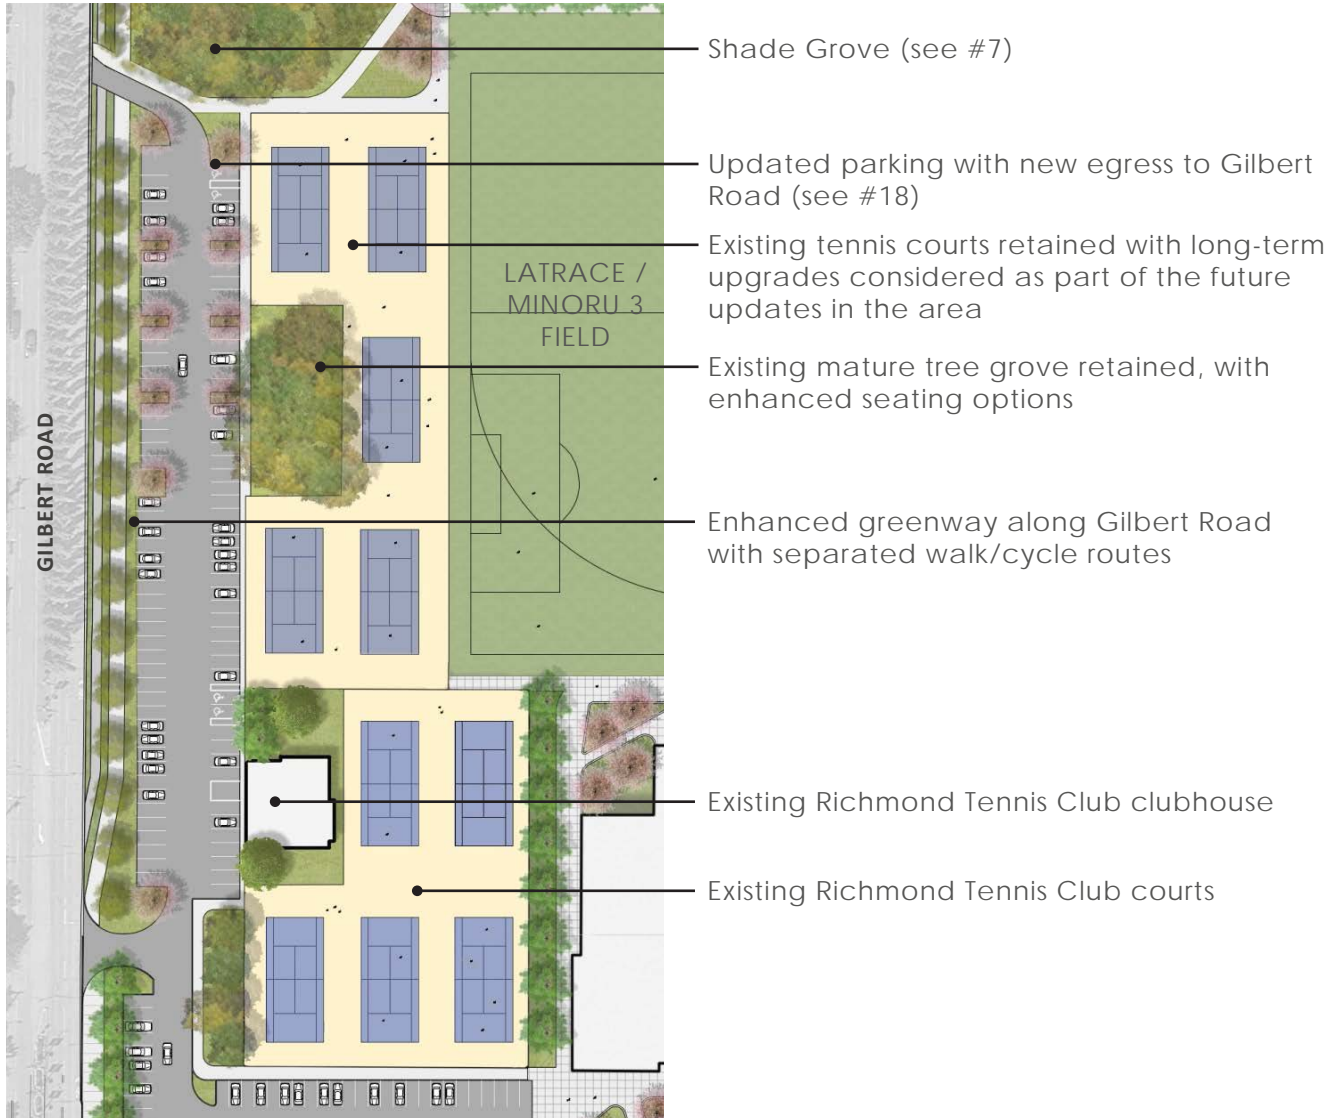 Shade Grove (see #7)
Updated parking with new egress to Gilbert
Road (see #18)
Existing tennis courts retained with long-term
upgrades considered as part of the future
updates in the area
LATRACE /
MINORU 3
FIELD
Existing mature tree grove retained, with
enhanced seating options
GILBERT ROAD
Enhanced greenway along Gilbert Road
with separated walk/cycle routes
Existing Richmond Tennis Club clubhouse
Existing Richmond Tennis Club courts